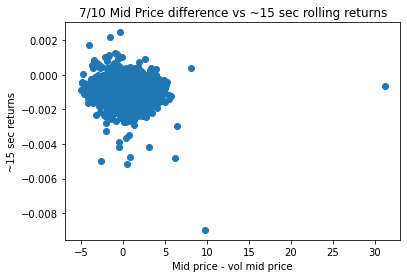 7/10 Mid Price difference vs ~15 sec rolling returns
0.002
0.000
−0.002
−0.004
−0.006
−0.008
~15 sec returns
−5 0 5 10 15 20 25 30
Mid price - vol mid price